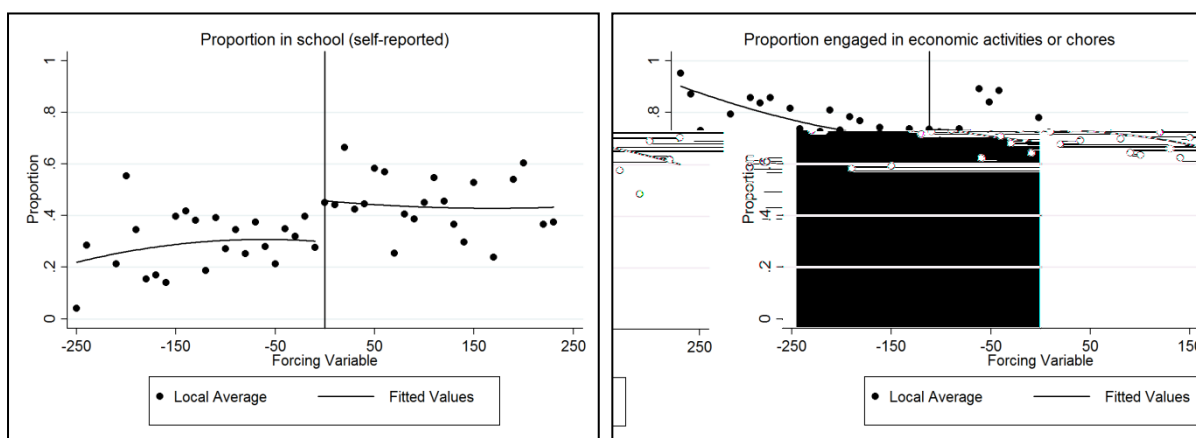 Proportion in school (self-reported)
1
.8
.6
.4
.2
0
Proportion
-250
-150
-50
50
150
250
Forcing Variable
Local Average
Fitted Values
Proportion engaged in economic activities or chores
1
.8
.4
.2
0
Proportion
250
-250
-150
-50
50
150
Forcing Variable
Local Average
Fitted Values